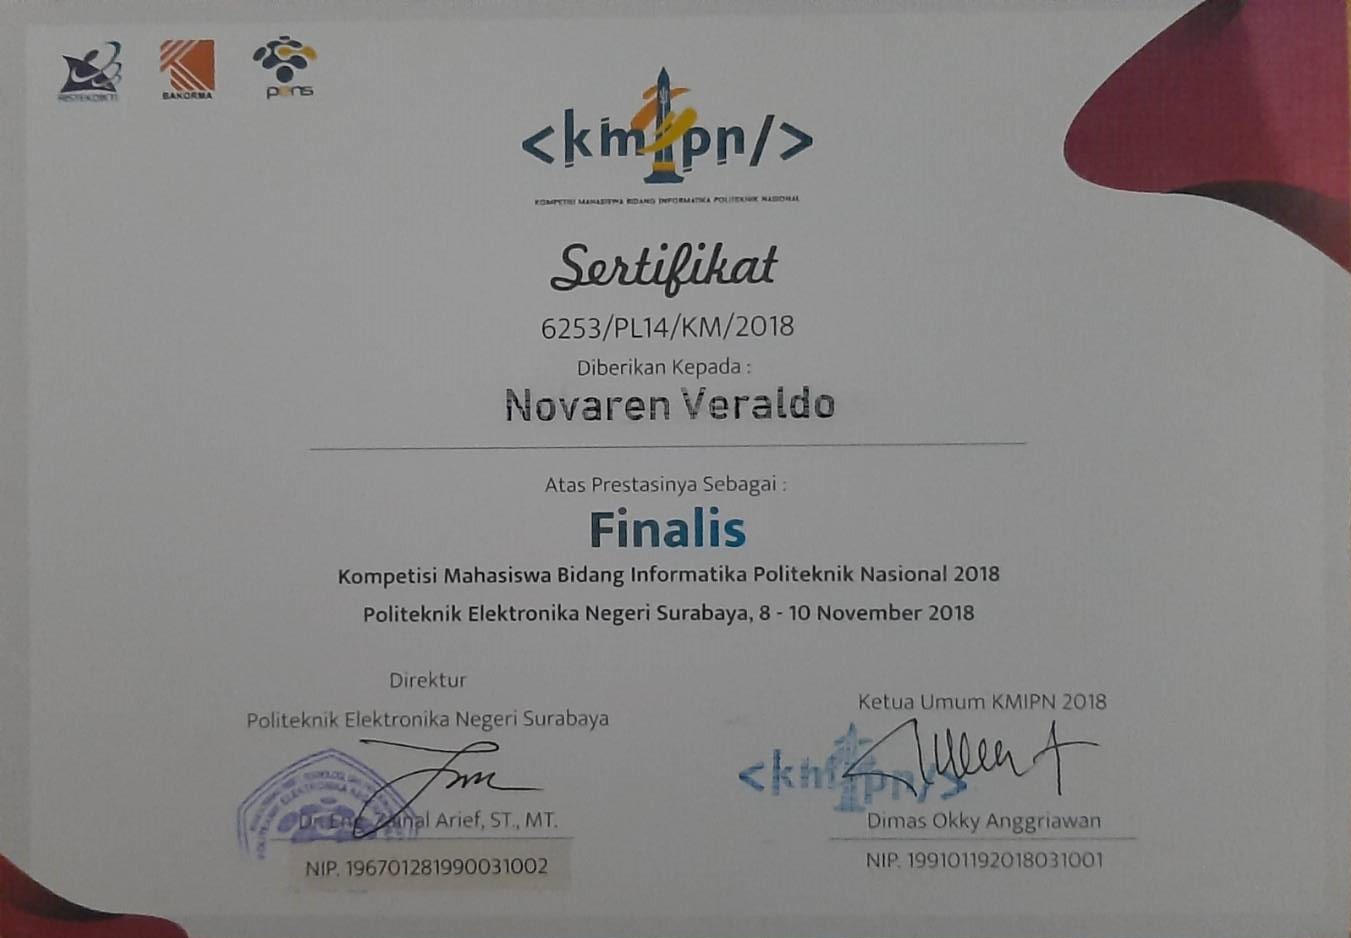 RISTEKDIKTI
BAKORMA
pens
<kmipn/>
KOMPETISI MAHASISWA BIDANG INFORMATIKA POLITEKNIK NASIONAL
Sertifikat
6253/PL14/KM/2018
Diberikan Kepada :
Novaren Veraldo
Atas Prestasinya Sebagai :
Finalis
Kompetisi Mahasiswa Bidang Informatika Politeknik Nasional 2018
Politeknik Elektronika Negeri Surabaya, 8 - 10 November 2018
Direktur
Politeknik Elektronika Negeri Surabaya
Dr. Eng. Zainal Arief, ST., MT.
NIP. 196701281990031002
Ketua Umum KMIPN 2018
<kmipn/>
Dimas Okky Anggriawan
NIP. 199101192018031001